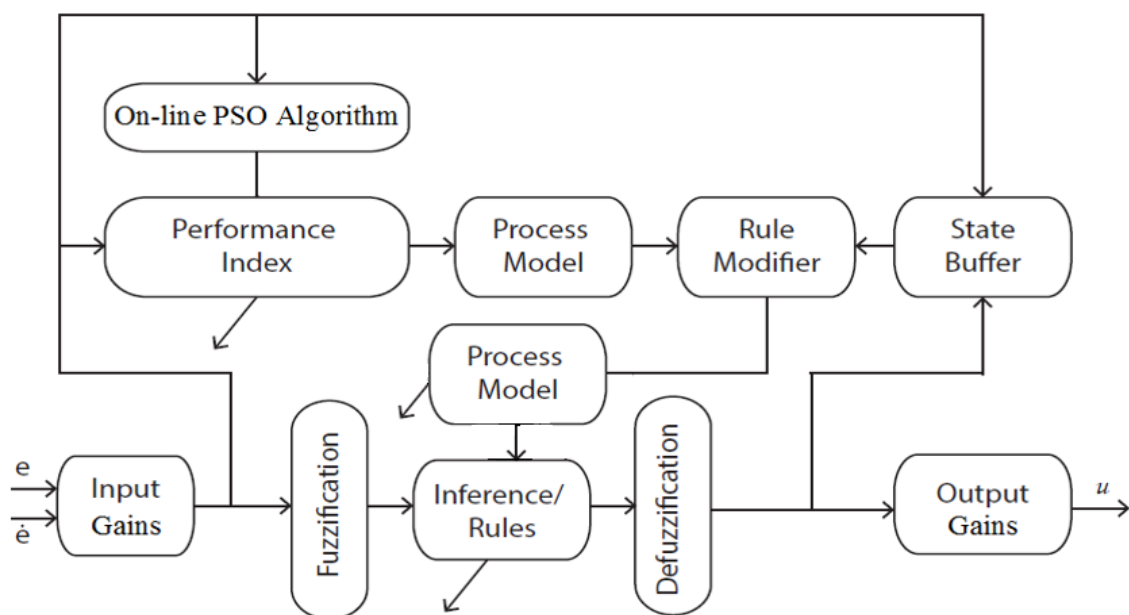 On-line PSO Algorithm
Performance
Index
Process
Model
Rule
Modifier
State
Buffer
Process
Model
e
ė
Input
Gains
Fuzzification
Inference/
Rules
Defuzzification
Output
Gains
u